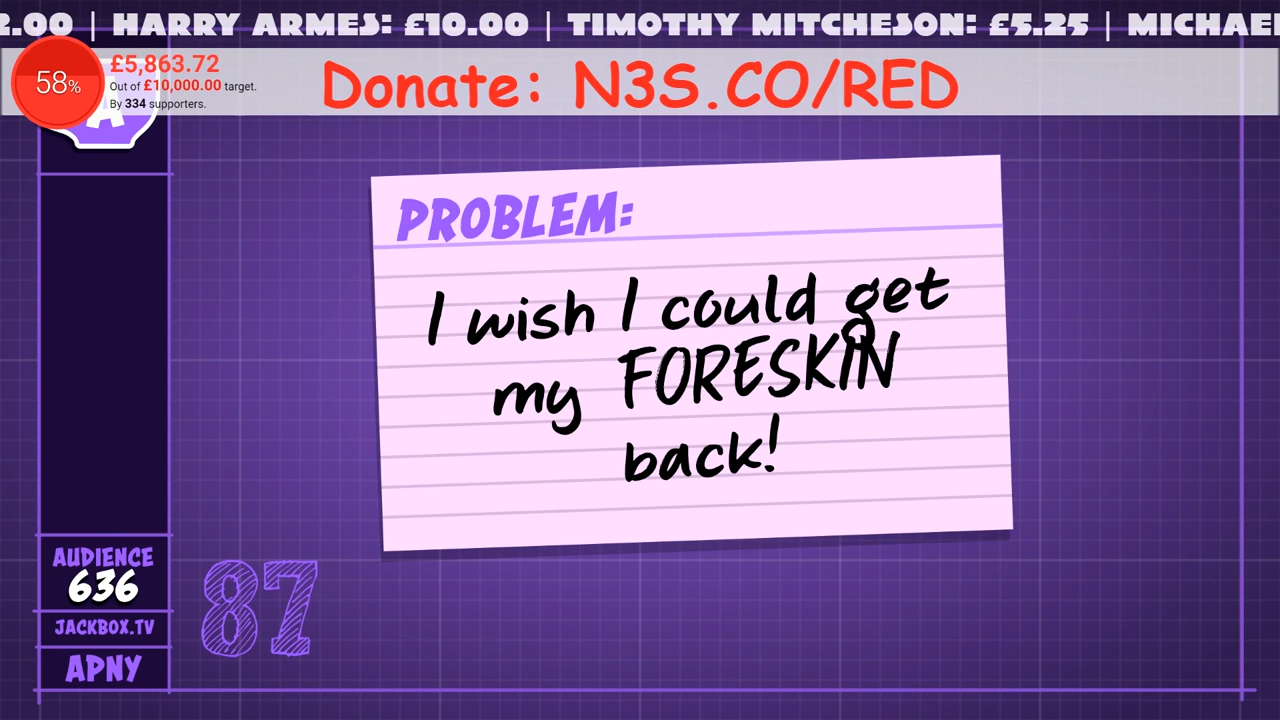 2.00 | HARRY ARMES: £10.00 | TIMOTHY MITCHESON: £5.25 | MICHAEL
58%
£5,863.72
Out of £10,000.00 target.
By 334 supporters.
Donate: N3S.CO/RED
A
PROBLEM:
I wish I could get
my FORESKIN
back!
AUDIENCE
636
JACKBOX.TV
APNY
87